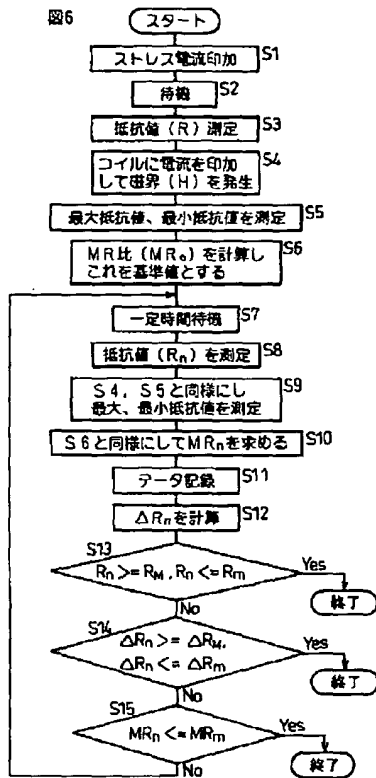 図6
スタート
ストレス電流印加 S1
待機 S2
抵抗値（R）測定 S3
コイルに電流を印加 S4
して磁界（H）を発生
最大抵抗値、最小抵抗値を測定 S5
MR比（MR₀）を計算し S6
これを基準値とする
一定時間待機 S7
抵抗値（Rn）を測定 S8
S4，S5と同様にし S9
最大、最小抵抗値を測定
S6と同様にしてMRnを求める S10
データ記録 S11
ΔRnを計算 S12
S13
Rn>=RM，Rn<=Rm Yes
終了
No
S14
ΔRn>=ΔRM， Yes
ΔRn<=ΔRm
終了
No
S15
MRn<=MRm Yes
終了
No